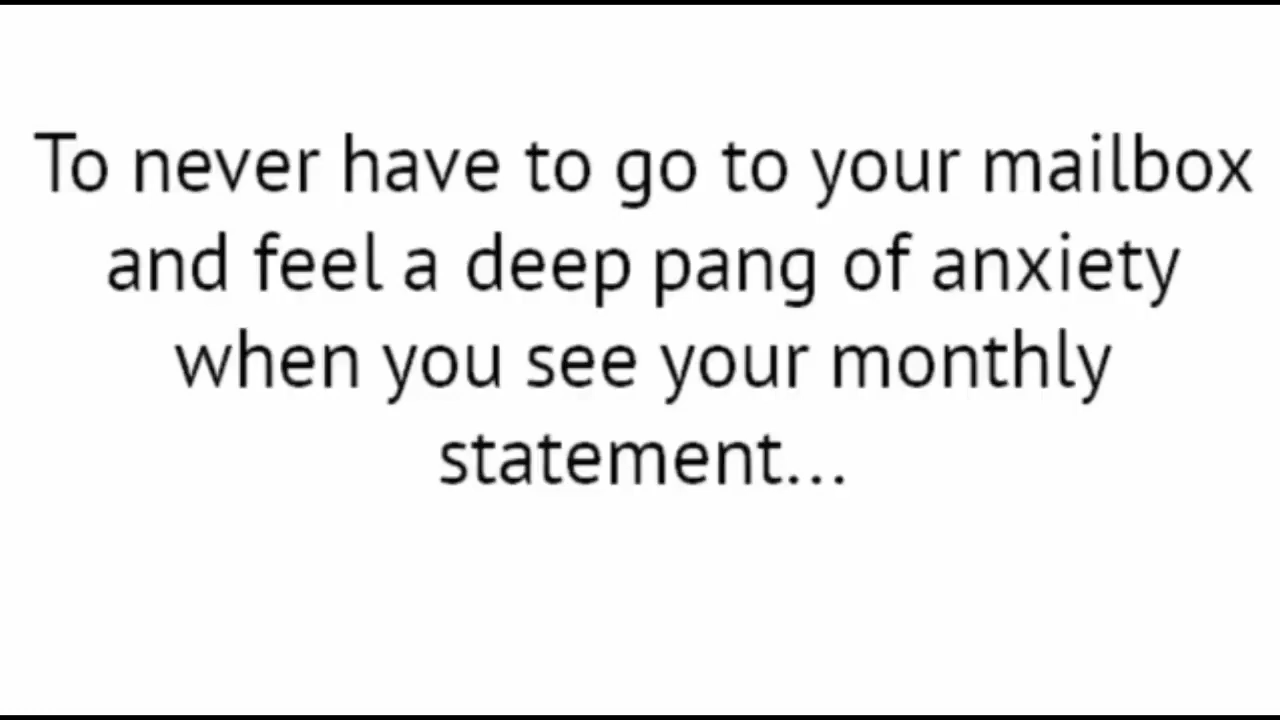 To never have to go to your mailbox
and feel a deep pang of anxiety
when you see your monthly
statement...